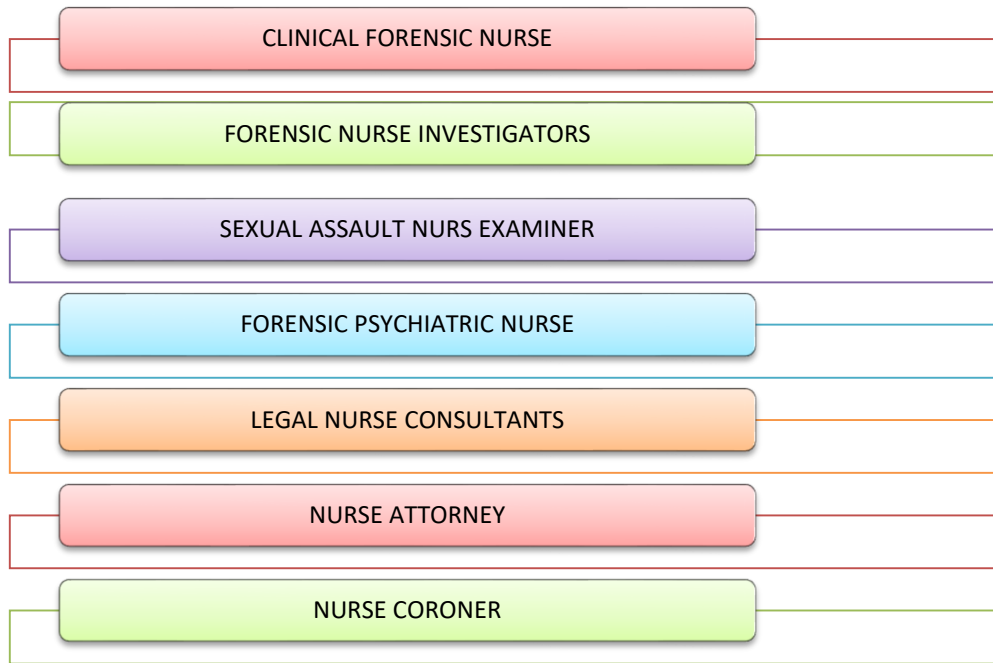 CLINICAL FORENSIC NURSE
FORENSIC NURSE INVESTIGATORS
SEXUAL ASSAULT NURS EXAMINER
FORENSIC PSYCHIATRIC NURSE
LEGAL NURSE CONSULTANTS
NURSE ATTORNEY
NURSE CORONER